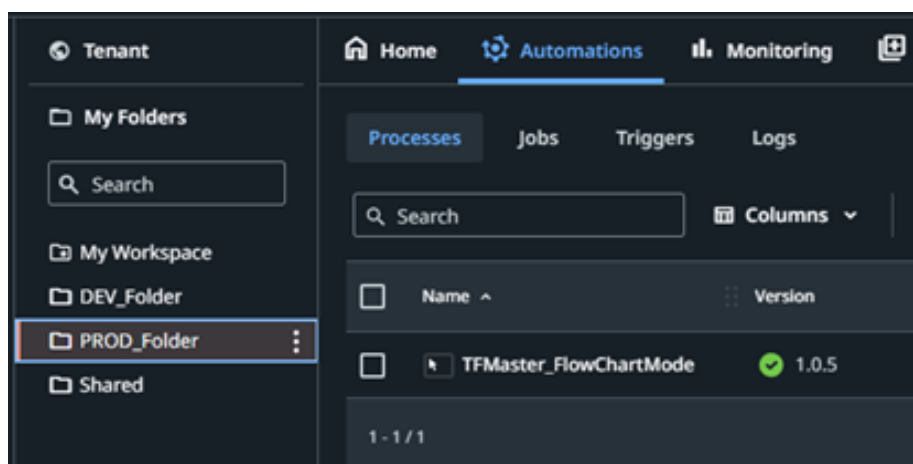 Tenant
My Folders
Search
My Workspace
DEV_Folder
PROD_Folder
Shared
Home Automations Monitoring
Processes Jobs Triggers Logs
Search Columns
Name Version
TFMaster_FlowChartMode 1.0.5
1 - 1 / 1